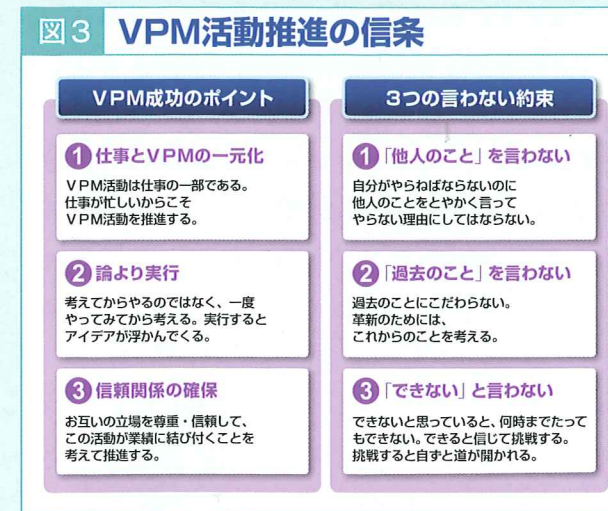 図3 VPM活動推進の信条
VPM成功のポイント
❶仕事とVPMの一元化
VPM活動は仕事の一部である。
仕事が忙しいからこそ
VPM活動を推進する。
❷論より実行
考えてからやるのではなく、一度
やってみてから考える。実行すると
アイデアが浮かんでくる。
❸信頼関係の確保
お互いの立場を尊重・信頼して、
この活動が業績に結び付くことを
考えて推進する。
3つの言わない約束
❶「他人のこと」を言わない
自分がやらねばならないのに
他人のことをとやかく言って
やらない理由にしてはならない。
❷「過去のこと」を言わない
過去のことにこだわらない。
革新のためには、
これからのことを考える。
❸「できない」と言わない
できないと思っていると、何時までたって
もできない。できると信じて挑戦する。
挑戦すると自ずと道が開かれる。